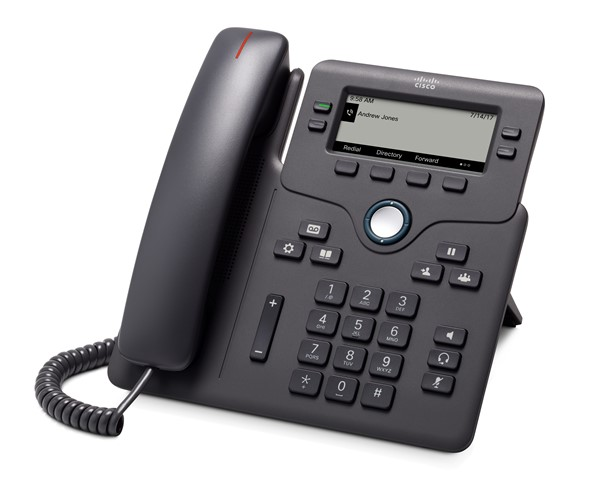 CISCO
9:58 AM
7/14/17
Andrew Jones
Redial Directory Forward
1 2 3
ABC DEF
4 5 6
GHI JKL MNO
7 8 9
PQRS TUV WXYZ
* 0 #
+
−